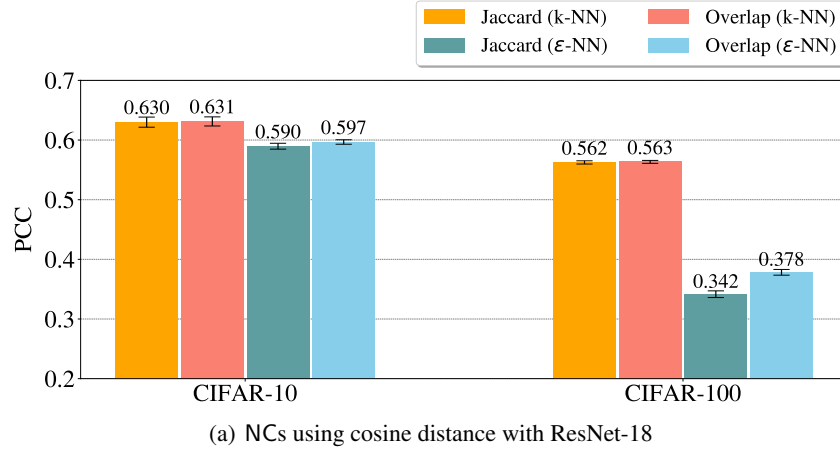 Jaccard (k-NN) Overlap (k-NN)
Jaccard (ε-NN) Overlap (ε-NN)
0.7
0.6
0.5
0.4
0.3
0.2
PCC
0.630 0.631 0.590 0.597
0.562 0.563 0.342 0.378
CIFAR-10 CIFAR-100
(a) NCs using cosine distance with ResNet-18